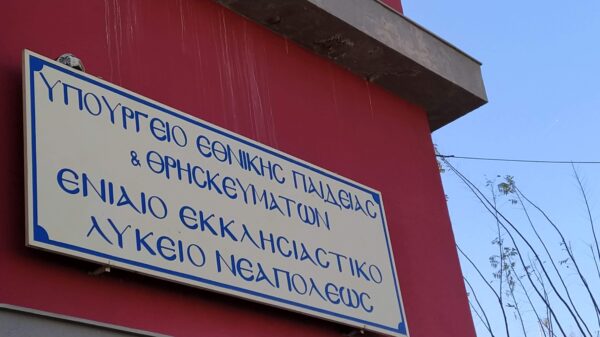 ΥΠΟΥΡΓΕΙΟ ΕΘΝΙΚΗΣ ΠΑΙΔΕΙΑΣ
& ΘΡΗΣΚΕΥΜΑΤΩΝ
ΕΝΙΑΙΟ ΕΚΚΛΗΣΙΑΣΤΙΚΟ
ΛΥΚΕΙΟ ΝΕΑΠΟΛΕΩΣ